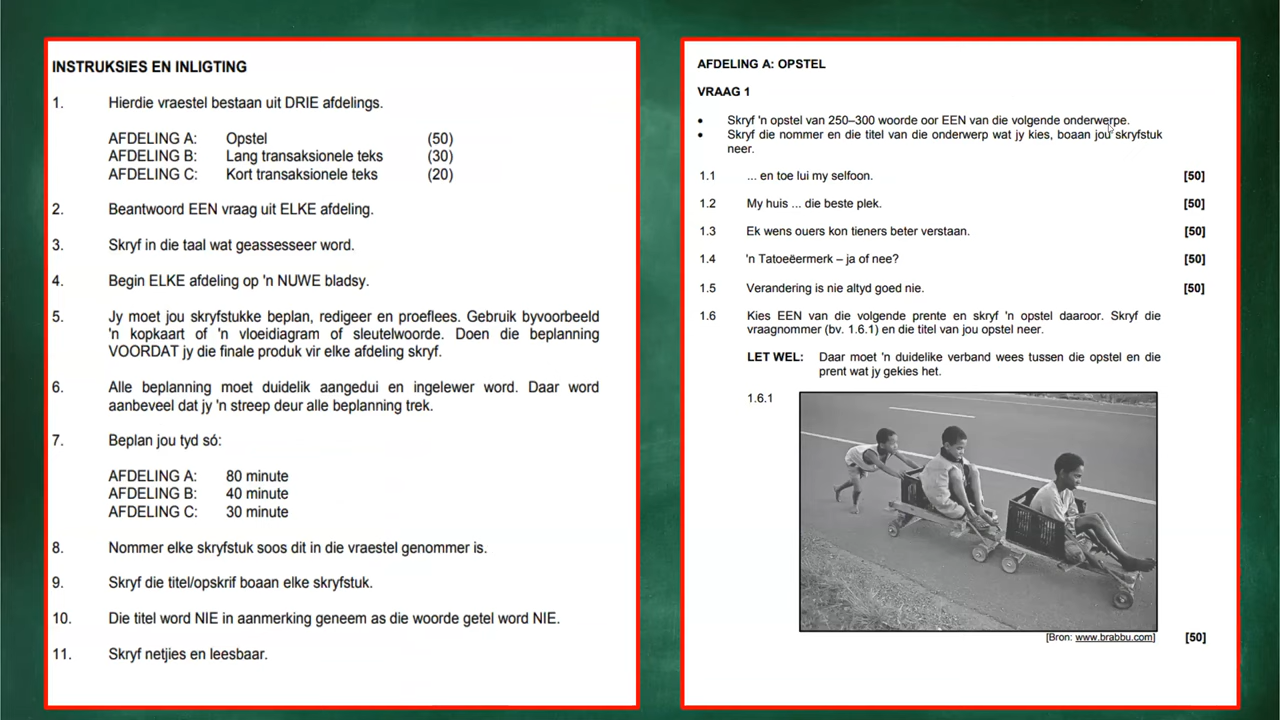 INSTRUKSIES EN INLIGTING
1. Hierdie vraestel bestaan uit DRIE afdelings.
AFDELING A: Opstel (50)
AFDELING B: Lang transaksionele teks (30)
AFDELING C: Kort transaksionele teks (20)
2. Beantwoord EEN vraag uit ELKE afdeling.
3. Skryf in die taal wat geassesseer word.
4. Begin ELKE afdeling op 'n NUWE bladsy.
5. Jy moet jou skryfstukke beplan, redigeer en proeflees. Gebruik byvoorbeeld
'n kopkaart of 'n vloeidiagram of sleutelwoorde. Doen die beplanning
VOORDAT jy die finale produk vir elke afdeling skryf.
6. Alle beplanning moet duidelik aangedui en ingelewer word. Daar word
aanbeveel dat jy 'n streep deur alle beplanning trek.
7. Beplan jou tyd só:
AFDELING A: 80 minute
AFDELING B: 40 minute
AFDELING C: 30 minute
8. Nommer elke skryfstuk soos dit in die vraestel genommer is.
9. Skryf die titel/opskrif boaan elke skryfstuk.
10. Die titel word NIE in aanmerking geneem as die woorde getel word NIE.
11. Skryf netjies en leesbaar.
AFDELING A: OPSTEL
VRAAG 1
• Skryf 'n opstel van 250–300 woorde oor EEN van die volgende onderwerpe.
• Skryf die nommer en die titel van die onderwerp wat jy kies, boaan jou skryfstuk
neer.
1.1 ... en toe lui my selfoon. [50]
1.2 My huis ... die beste plek. [50]
1.3 Ek wens ouers kon tieners beter verstaan. [50]
1.4 'n Tatoeëermerk – ja of nee? [50]
1.5 Verandering is nie altyd goed nie. [50]
1.6 Kies EEN van die volgende prente en skryf 'n opstel daaroor. Skryf die
vraagnommer (bv. 1.6.1) en die titel van jou opstel neer.
LET WEL: Daar moet 'n duidelike verband wees tussen die opstel en die
prent wat jy gekies het.
1.6.1
[Bron: www.brabbu.com] [50]